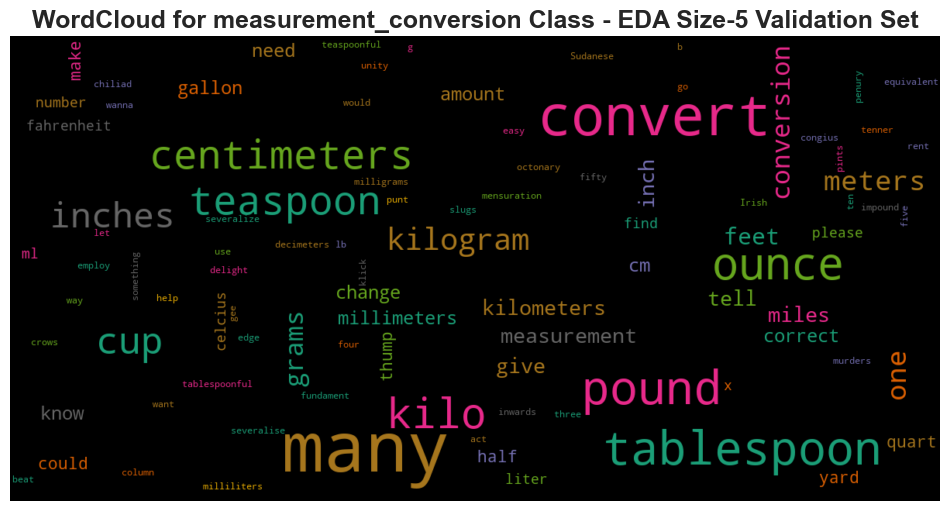 WordCloud for measurement_conversion Class - EDA Size-5 Validation Set
make
need
teaspoonful
g
unity
Sudanese
b
chiliad
wanna
gallon
number
would
amount
go
convert
conversion
penury
equivalent
fahrenheit
easy
congius
tenner
rent
pints
centimeters
milligrams
octonary
fifty
inch
meters
teaspoon
punt
mensuration
Irish
ten
impound
five
inches
severalize
slugs
find
let
use
decimeters
lb
kilogram
feet
please
ml
employ
something
delight
klick
cm
ounce
way
help
celcius
gee
change
kilometers
tell
miles
millimeters
measurement
correct
crows
cup
edge
grams
four
thump
give
murders
one
tablespoonful
fundament
pound
x
know
want
kilo
inwards
three
severalise
many
act
half
tablespoon
quart
could
column
beat
milliliters
liter
yard